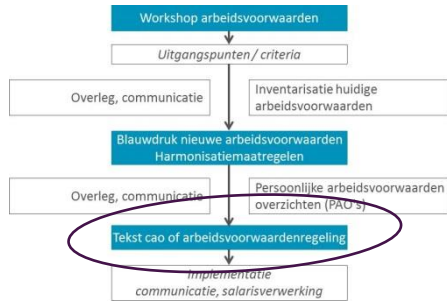 Workshop arbeidsvoorwaarden
Uitgangspunten / criteria
Overleg, communicatie
Inventarisatie huidige
arbeidsvoorwaarden
Blauwdruk nieuwe arbeidsvoorwaarden
Harmonisatiemaatregelen
Overleg, communicatie
Persoonlijke arbeidsvoorwaarden
overzichten (PAO's)
Tekst cao of arbeidsvoorwaardenregeling
Implementatie
communicatie, salarisverwerking